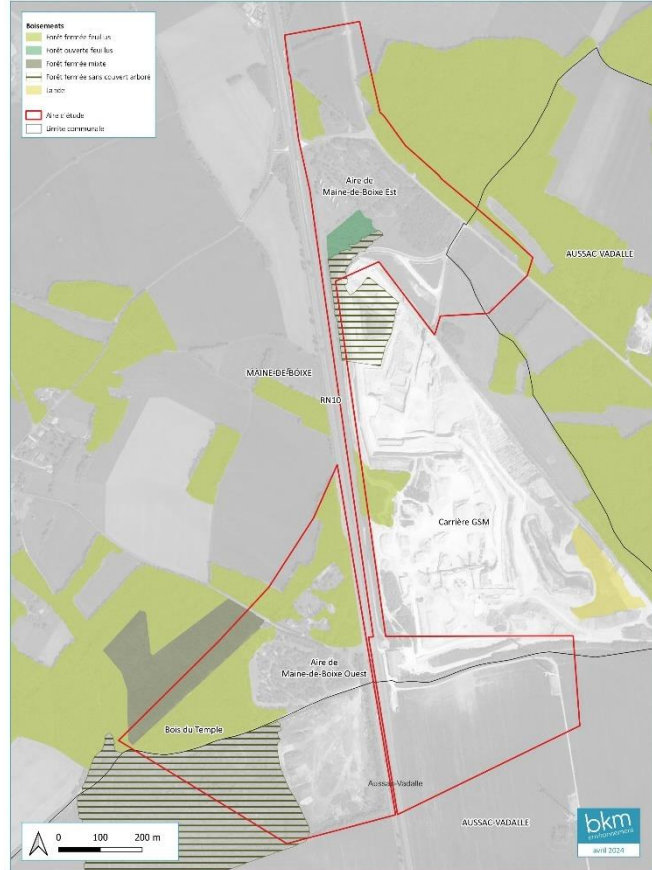 Boisements
Forêt fermée feuillus
Forêt ouverte feuillus
Forêt fermée mixte
Forêt fermée sans couvert arboré
Lande
Aire d'étude
Limite communale
Aire de
Maine-de-Boixe Est
AUSSAC-VADALLE
MAINE-DE-BOIXE
RN10
Carrière GSM
Aire de
Maine-de-Boixe Ouest
Bois du Temple
Aussac-Vadalle
AUSSAC-VADALLE
0 100 200 m
bkm
environnement
avril 2024